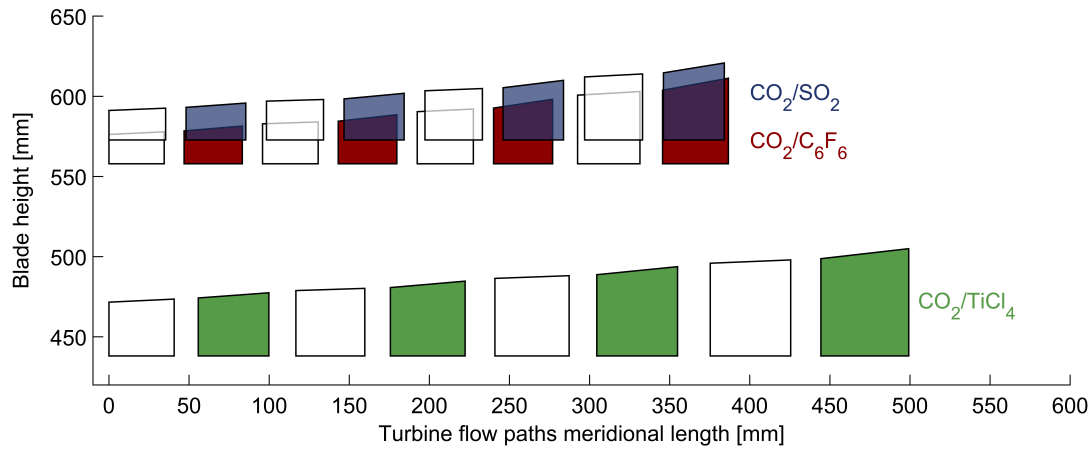 650
600
550
500
450
Blade height [mm]
CO2/SO2
CO2/C6F6
CO2/TiCl4
0 50 100 150 200 250 300 350 400 450 500 550 600
Turbine flow paths meridional length [mm]